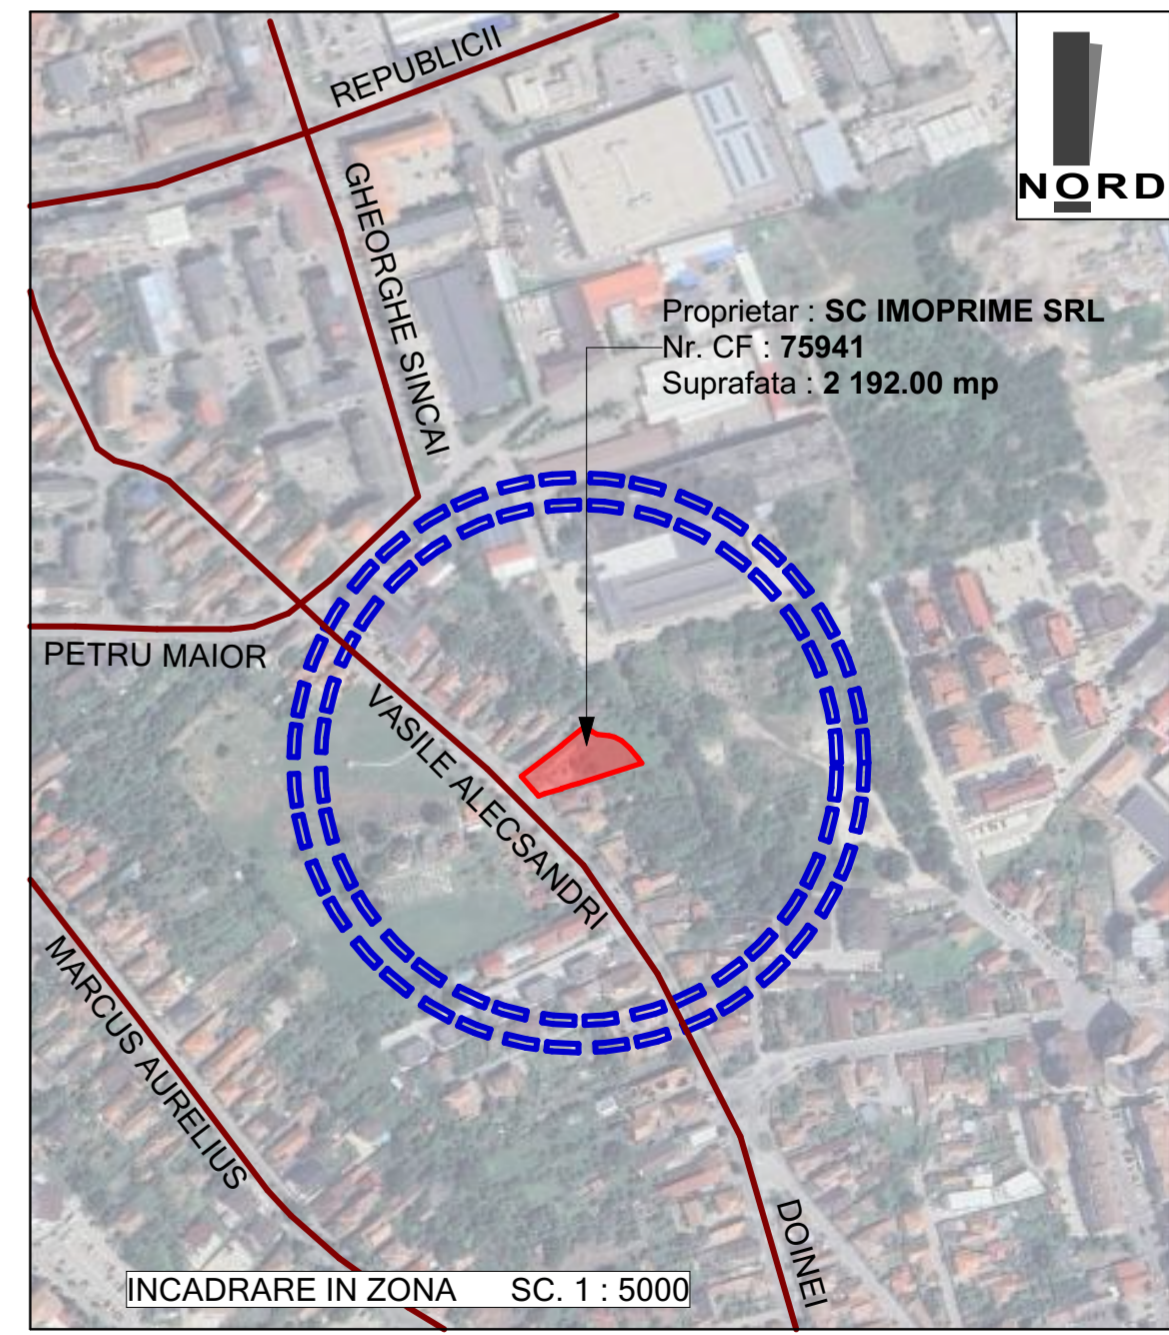 REPUBLICII
NORD
GHEORGHE SINCAI
Proprietar : SC IMOPRIME SRL
Nr. CF : 75941
Suprafata : 2 192.00 mp
PETRU MAIOR
VASILE ALECSANDRI
MARCUS AURELIUS
DOINEI
INCADRARE IN ZONA SC. 1 : 5000